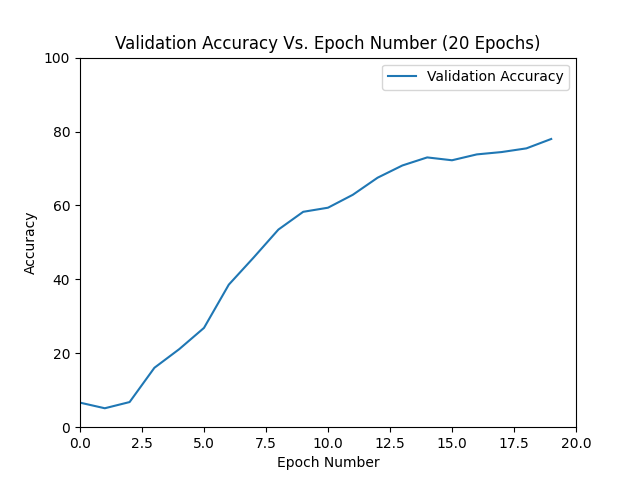 Validation Accuracy Vs. Epoch Number (20 Epochs)
100
Validation Accuracy
80
60
Accuracy
40
20
0
0.0 2.5 5.0 7.5 10.0 12.5 15.0 17.5 20.0
Epoch Number